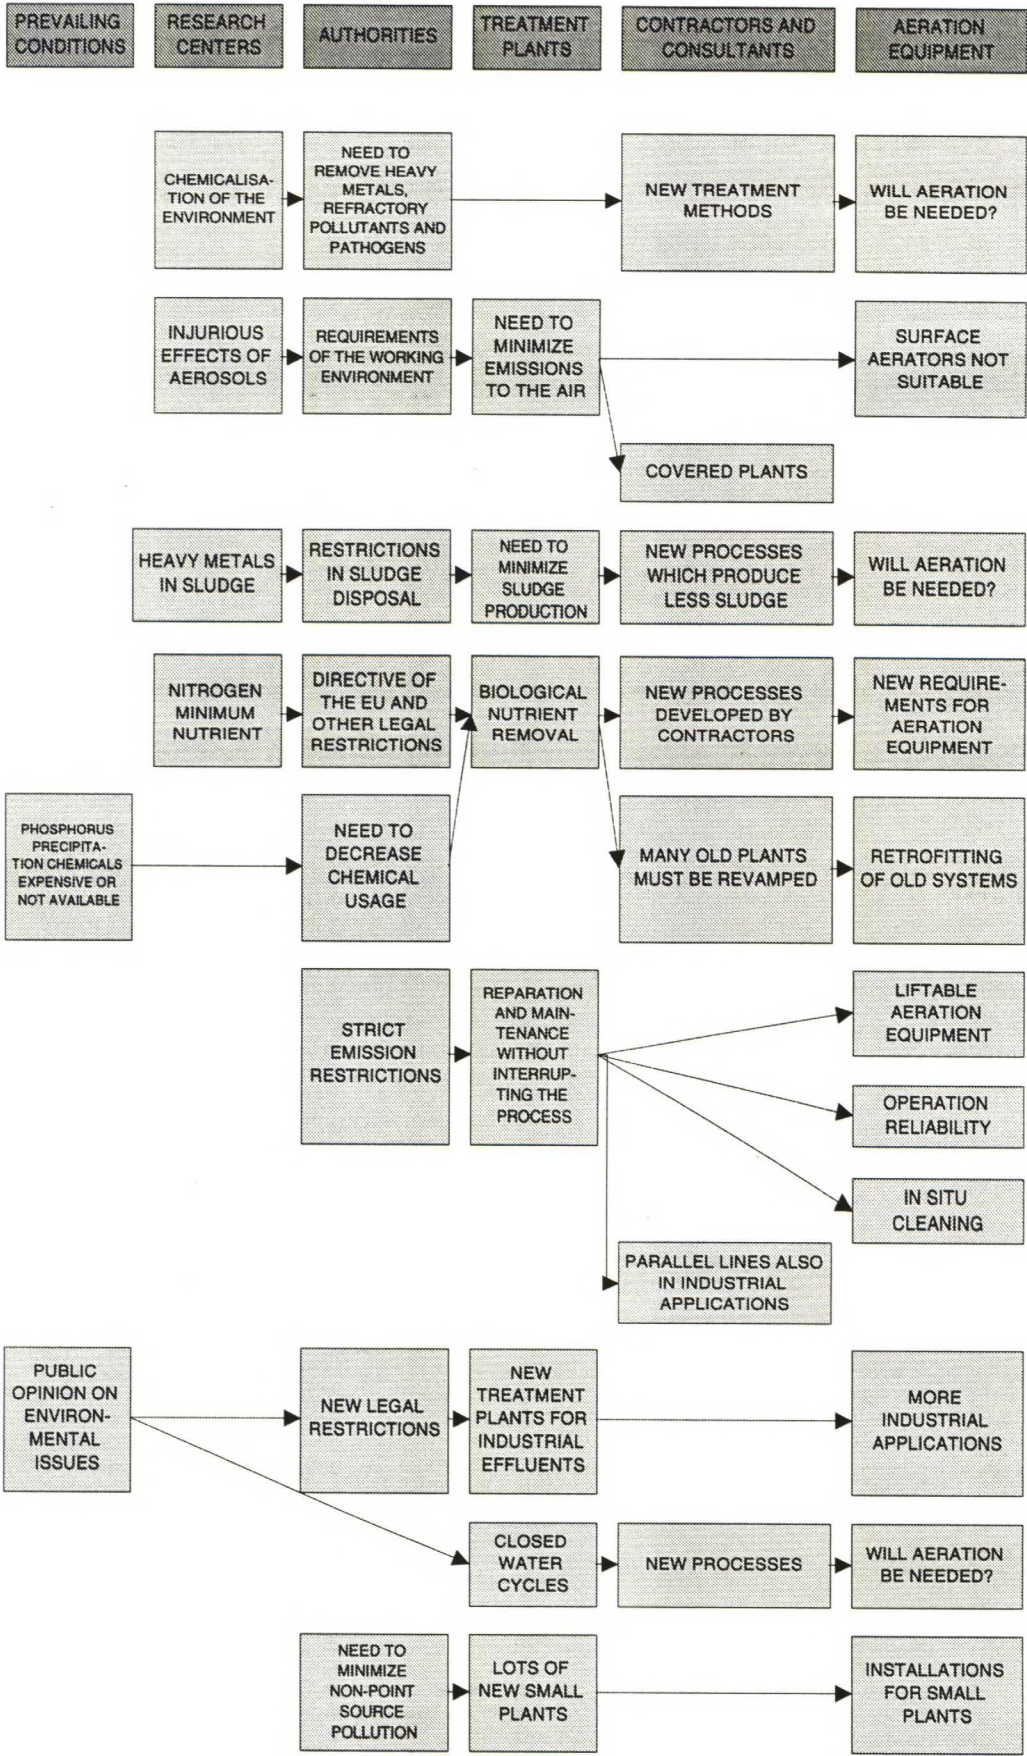 PREVAILING
CONDITIONS
RESEARCH
CENTERS
AUTHORITIES
TREATMENT
PLANTS
CONTRACTORS AND
CONSULTANTS
AERATION
EQUIPMENT
CHEMICALISA-
TION OF THE
ENVIRONMENT
NEED TO
REMOVE HEAVY
METALS,
REFRACTORY
POLLUTANTS AND
PATHOGENS
NEW TREATMENT
METHODS
WILL AERATION
BE NEEDED?
INJURIOUS
EFFECTS OF
AEROSOLS
REQUIREMENTS
OF THE WORKING
ENVIRONMENT
NEED TO
MINIMIZE
EMISSIONS
TO THE AIR
SURFACE
AERATORS NOT
SUITABLE
COVERED PLANTS
HEAVY METALS
IN SLUDGE
RESTRICTIONS
IN SLUDGE
DISPOSAL
NEED TO
MINIMIZE
SLUDGE
PRODUCTION
NEW PROCESSES
WHICH PRODUCE
LESS SLUDGE
WILL AERATION
BE NEEDED?
NITROGEN
MINIMUM
NUTRIENT
DIRECTIVE OF
THE EU AND
OTHER LEGAL
RESTRICTIONS
BIOLOGICAL
NUTRIENT
REMOVAL
NEW PROCESSES
DEVELOPED BY
CONTRACTORS
NEW REQUIRE-
MENTS FOR
AERATION
EQUIPMENT
PHOSPHORUS
PRECIPITA-
TION CHEMICALS
EXPENSIVE OR
NOT AVAILABLE
NEED TO
DECREASE
CHEMICAL
USAGE
MANY OLD PLANTS
MUST BE REVAMPED
RETROFITTING
OF OLD SYSTEMS
STRICT
EMISSION
RESTRICTIONS
REPARATION
AND MAIN-
TENANCE
WITHOUT
INTERRUP-
TING THE
PROCESS
LIFTABLE
AERATION
EQUIPMENT
OPERATION
RELIABILITY
IN SITU
CLEANING
PARALLEL LINES ALSO
IN INDUSTRIAL
APPLICATIONS
PUBLIC
OPINION ON
ENVIRON-
MENTAL
ISSUES
NEW LEGAL
RESTRICTIONS
NEW
TREATMENT
PLANTS FOR
INDUSTRIAL
EFFLUENTS
MORE
INDUSTRIAL
APPLICATIONS
CLOSED
WATER
CYCLES
NEW PROCESSES
WILL AERATION
BE NEEDED?
NEED TO
MINIMIZE
NON-POINT
SOURCE
POLLUTION
LOTS OF
NEW SMALL
PLANTS
INSTALLATIONS
FOR SMALL
PLANTS